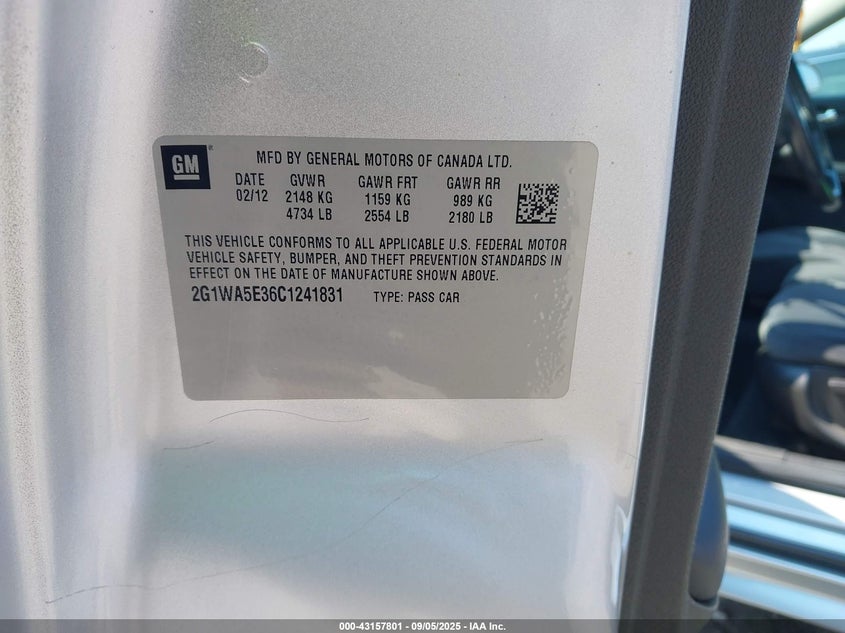 GM
MFD BY GENERAL MOTORS OF CANADA LTD.
DATE GVWR GAWR FRT GAWR RR
02/12 2148 KG 1159 KG 989 KG
4734 LB 2554 LB 2180 LB
THIS VEHICLE CONFORMS TO ALL APPLICABLE U.S. FEDERAL MOTOR
VEHICLE SAFETY, BUMPER, AND THEFT PREVENTION STANDARDS IN
EFFECT ON THE DATE OF MANUFACTURE SHOWN ABOVE.
2G1WA5E36C1241831 TYPE: PASS CAR
000-43157801 - 09/05/2025 - IAA Inc.